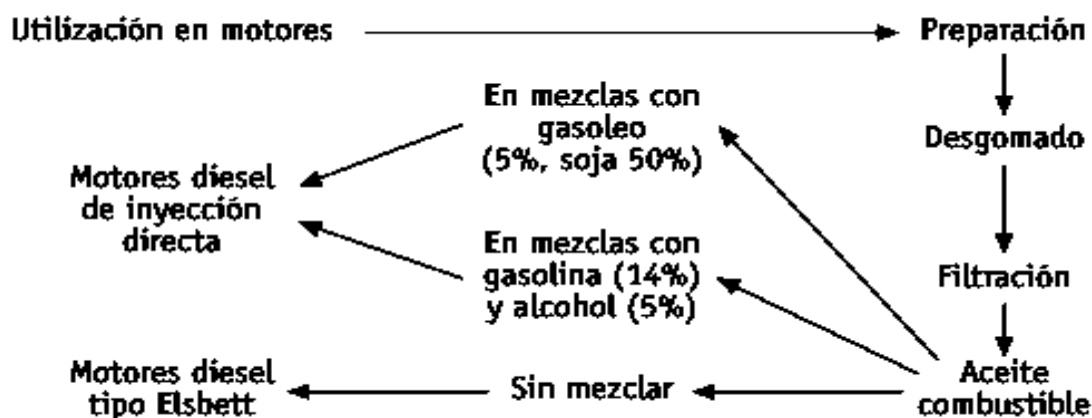 Utilización en motores
Preparación
En mezclas con
gasoleo
(5%, soja 50%)
Desgomado
Motores diesel
de inyección
directa
En mezclas con
gasolina (14%)
y alcohol (5%)
Filtración
Motores diesel
tipo Elsbett
Sin mezclar
Aceite
combustible